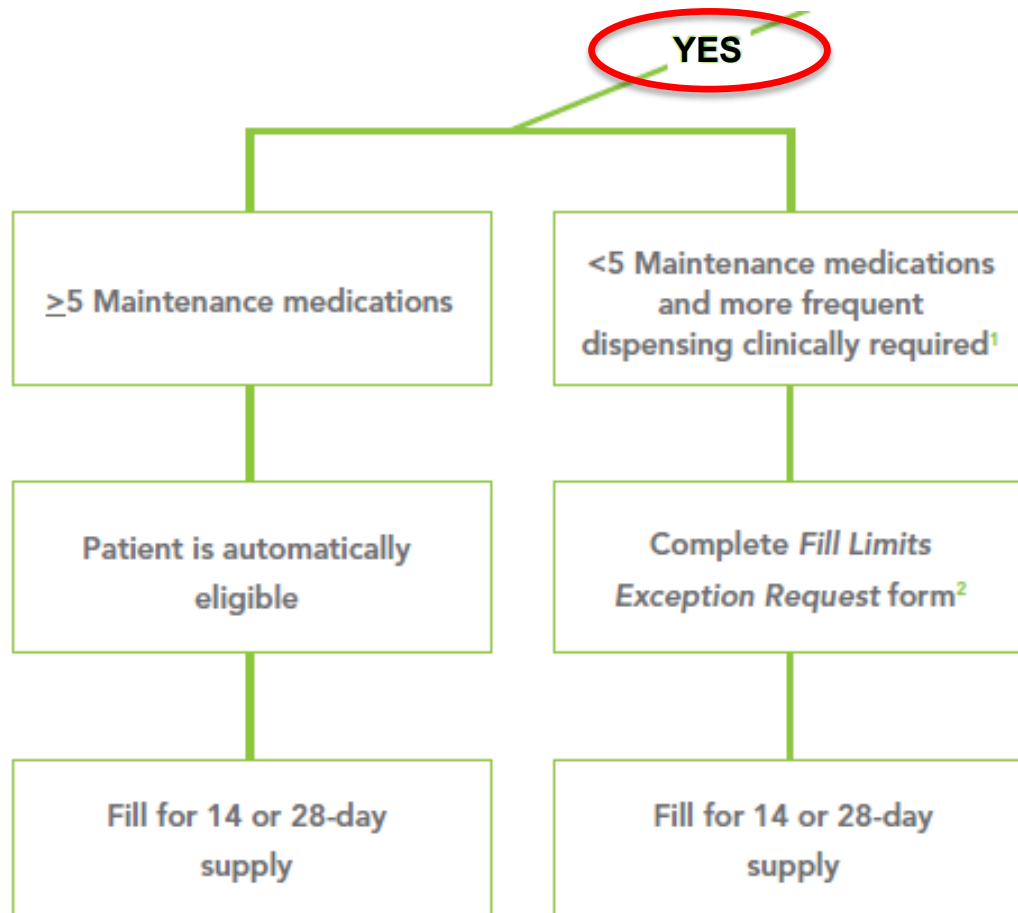 YES
≥5 Maintenance medications
<5 Maintenance medications
and more frequent
dispensing clinically required¹
Patient is automatically
eligible
Complete Fill Limits
Exception Request form²
Fill for 14 or 28-day
supply
Fill for 14 or 28-day
supply